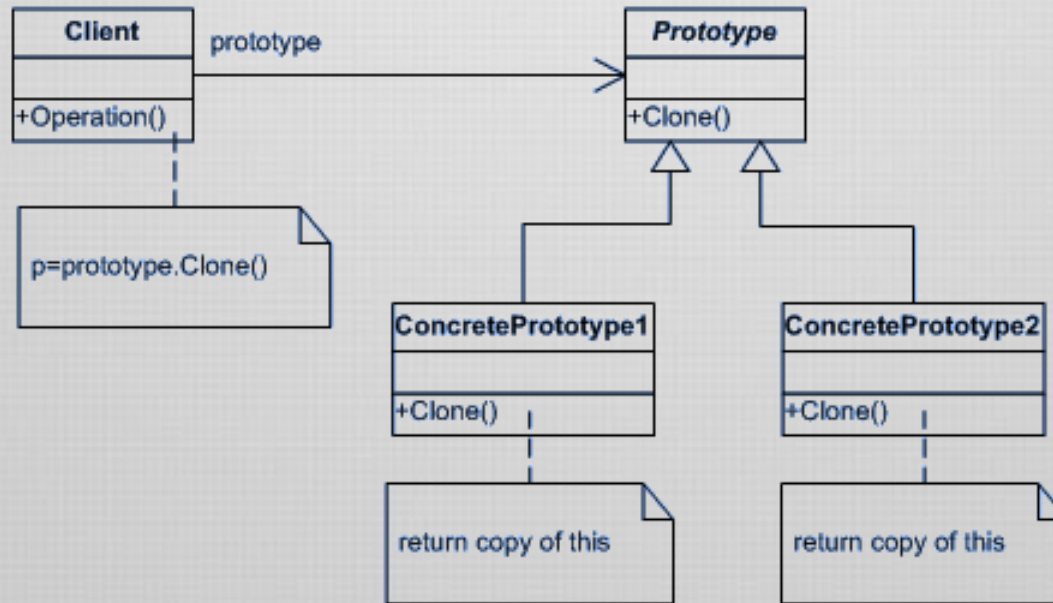 Client
prototype
Prototype
+Operation()
+Clone()
p=prototype.Clone()
ConcretePrototype1
ConcretePrototype2
+Clone()
+Clone()
return copy of this
return copy of this